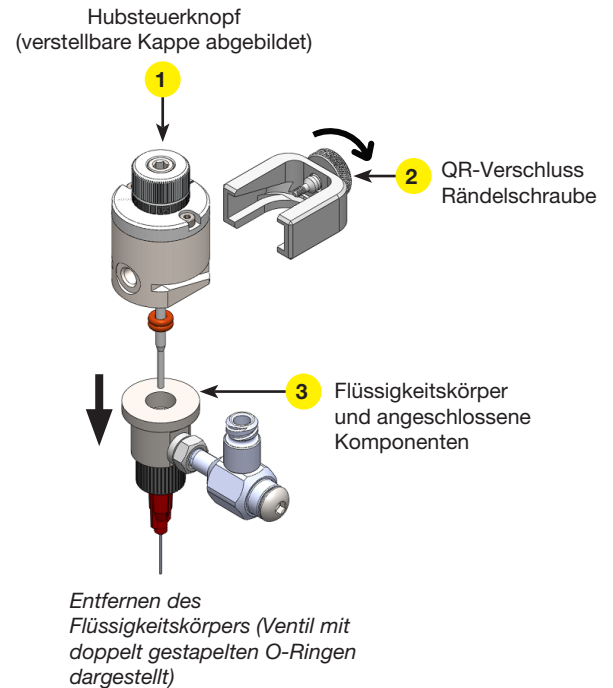 Hubsteuerknopf
(verstellbare Kappe abgebildet)
1
2
QR-Verschluss
Rändelschraube
3
Flüssigkeitskörper
und angeschlossene
Komponenten
Entfernen des
Flüssigkeitskörpers (Ventil mit
doppelt gestapelten O-Ringen
dargestellt)